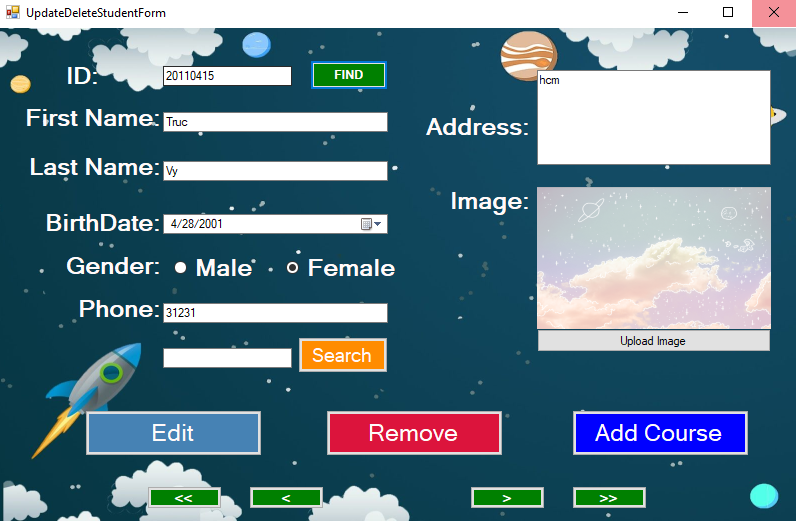 UpdateDeleteStudentForm
ID: 20110415 FIND
First Name: Truc
Last Name: Vy
BirthDate: 4/28/2001
Gender: Male Female
Phone: 31231
Search
Address: hcm
Image:
Upload Image
Edit Remove Add Course
<< < > >>